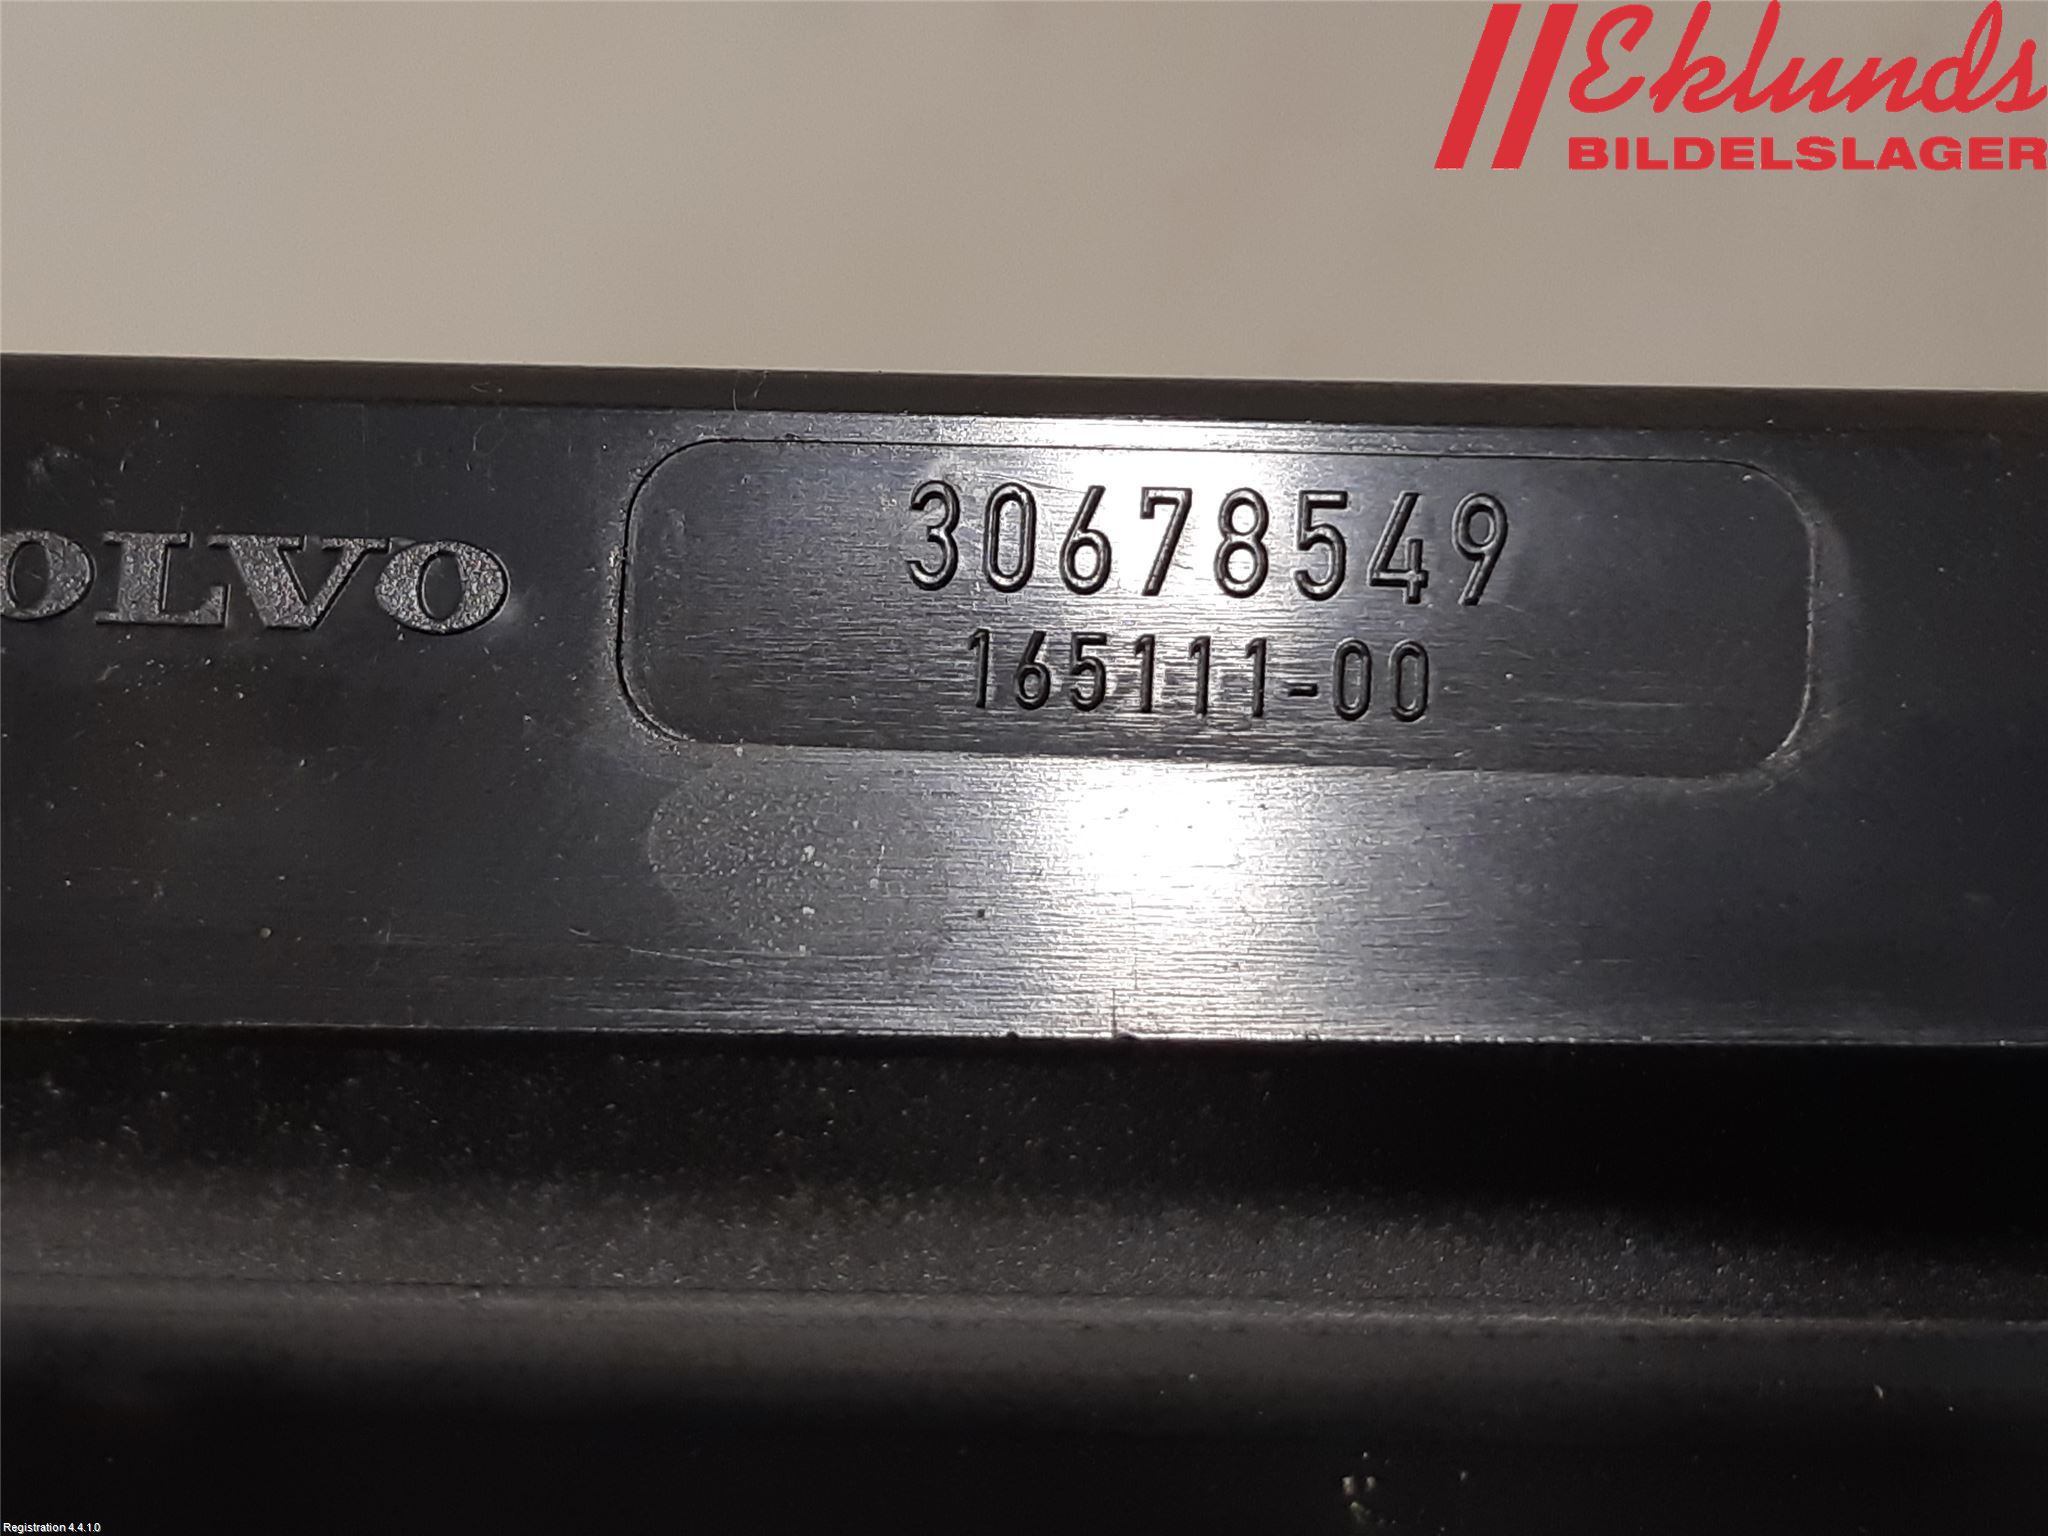 Eklunds
BILDELSLAGER
OLVO
30678549
165111-00
Registration 4.4.1.0